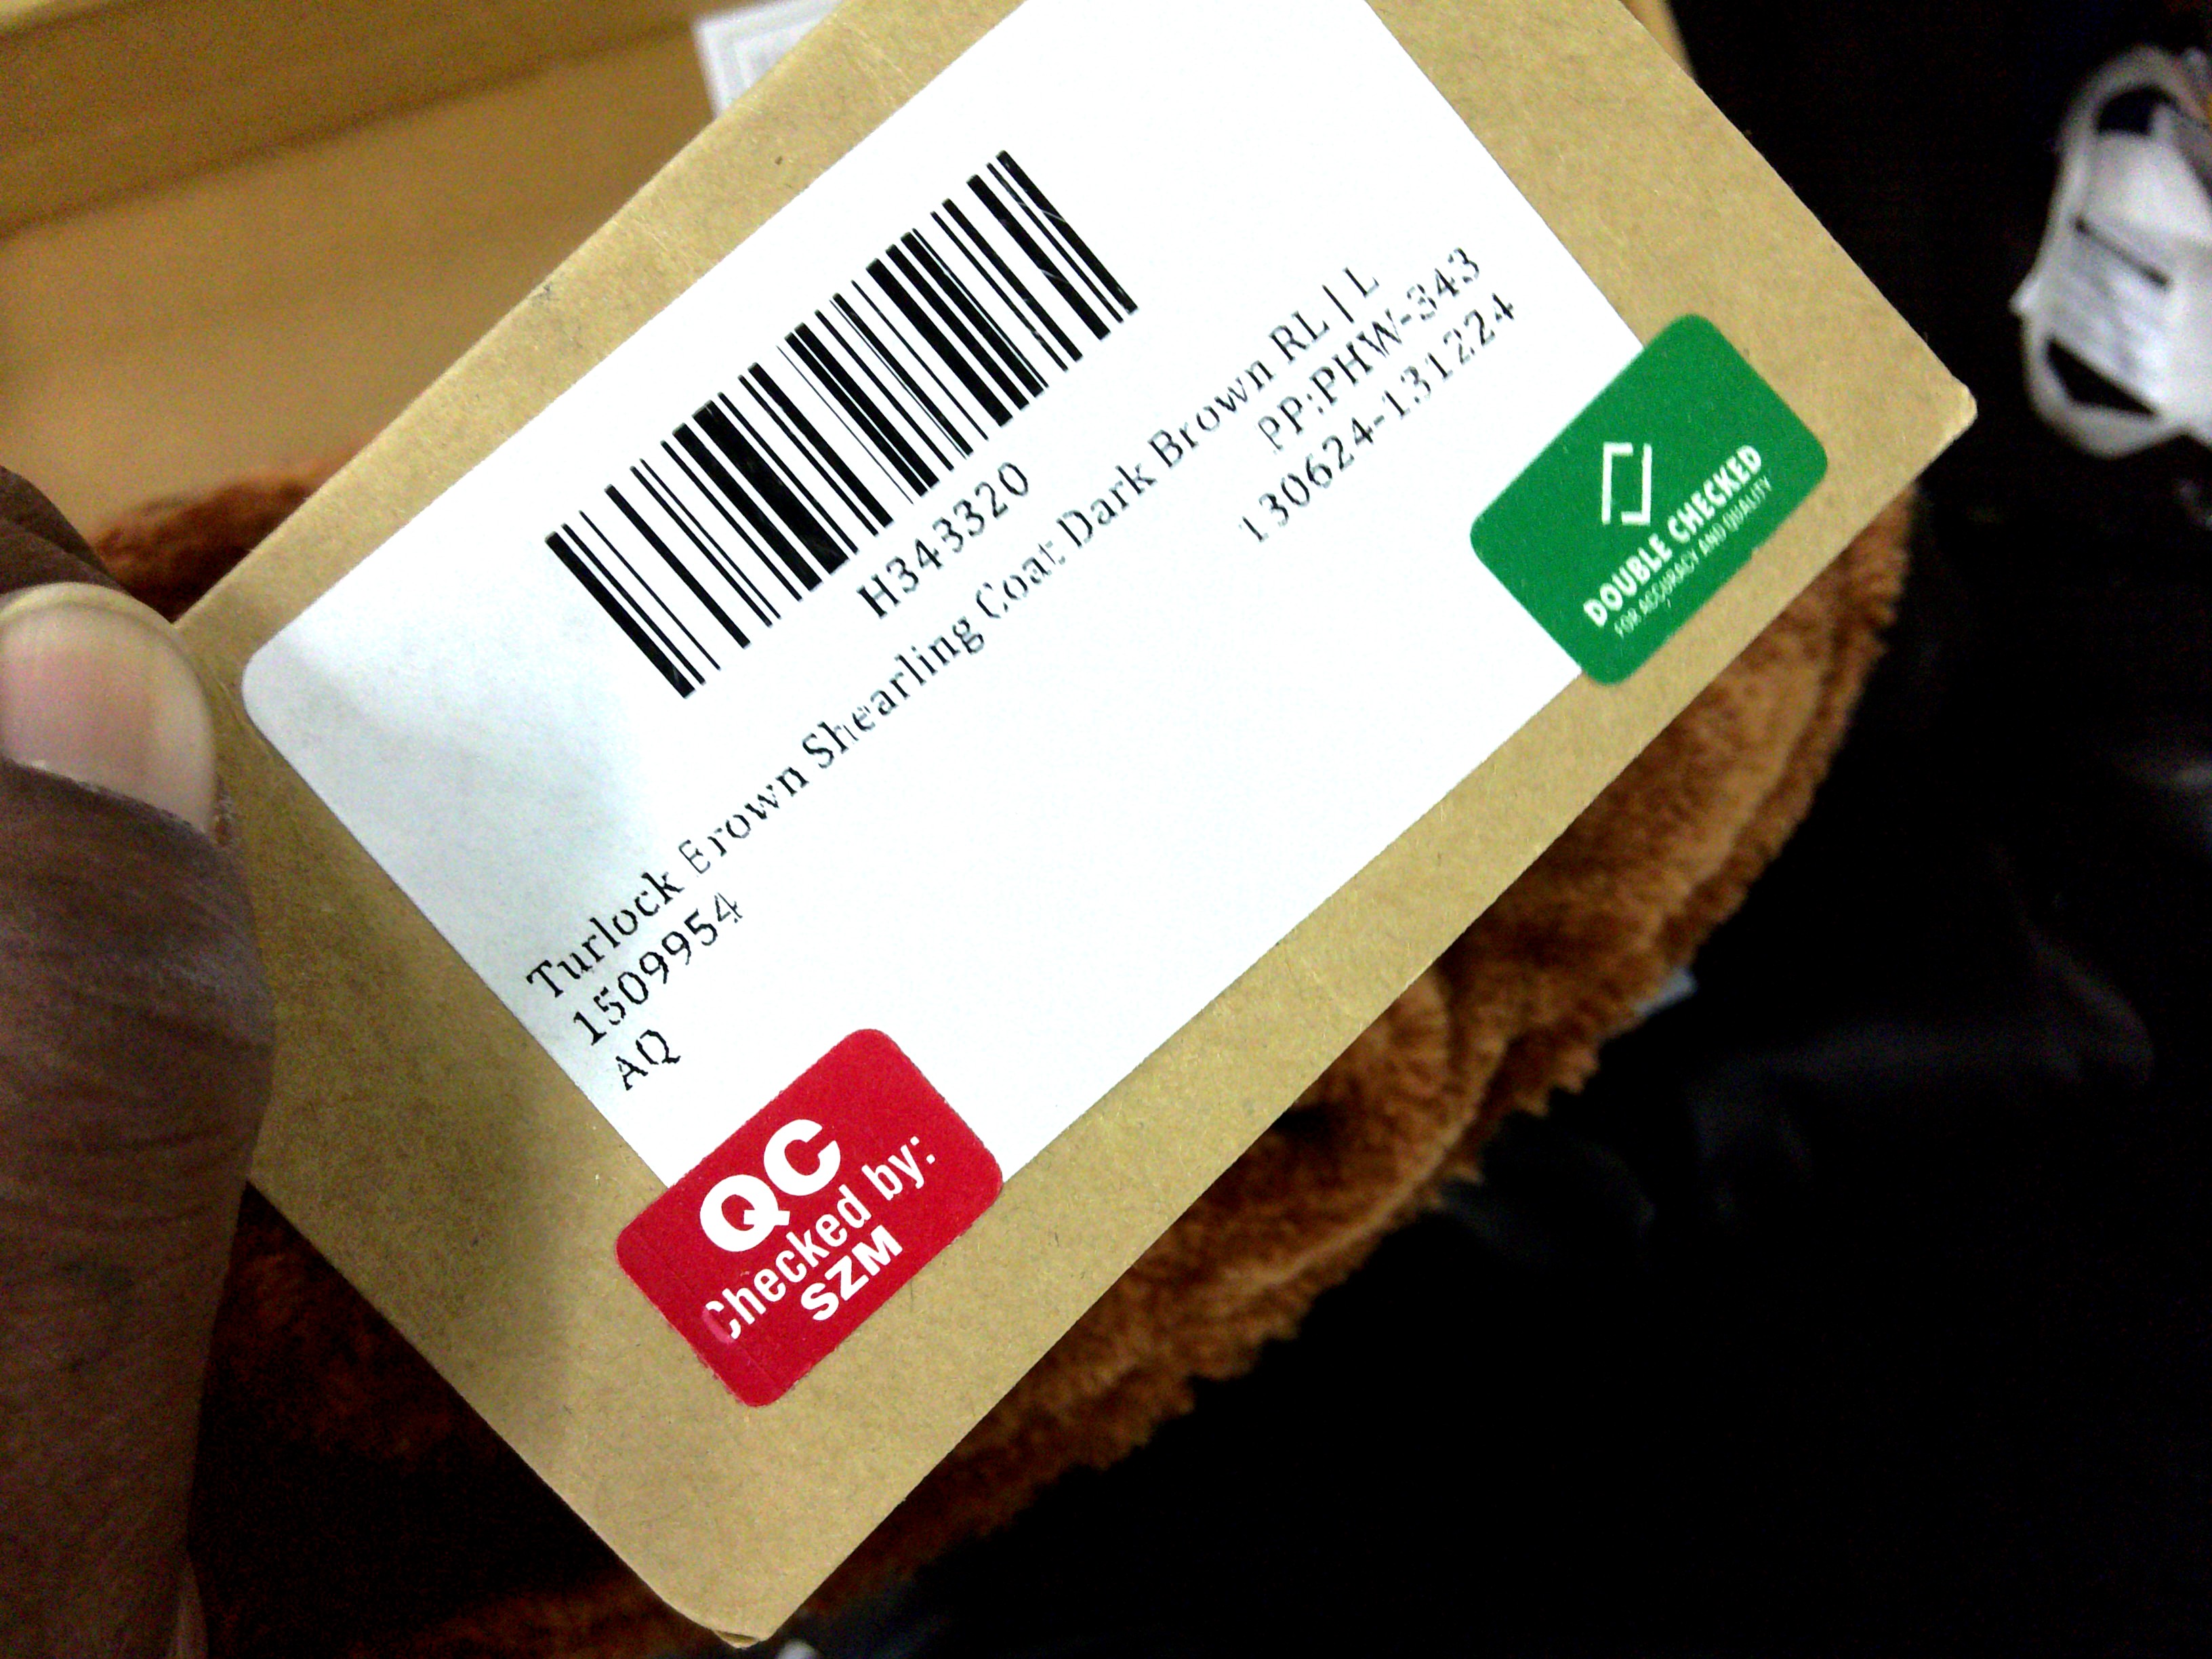 H343320
Turlock Brown Shearling Coat Dark Brown RL | L
1509954
PP:PHW-343
AQ
130624-131224
DOUBLE CHECKED
FOR ACCURACY AND QUALITY
QC
Checked by:
SZM